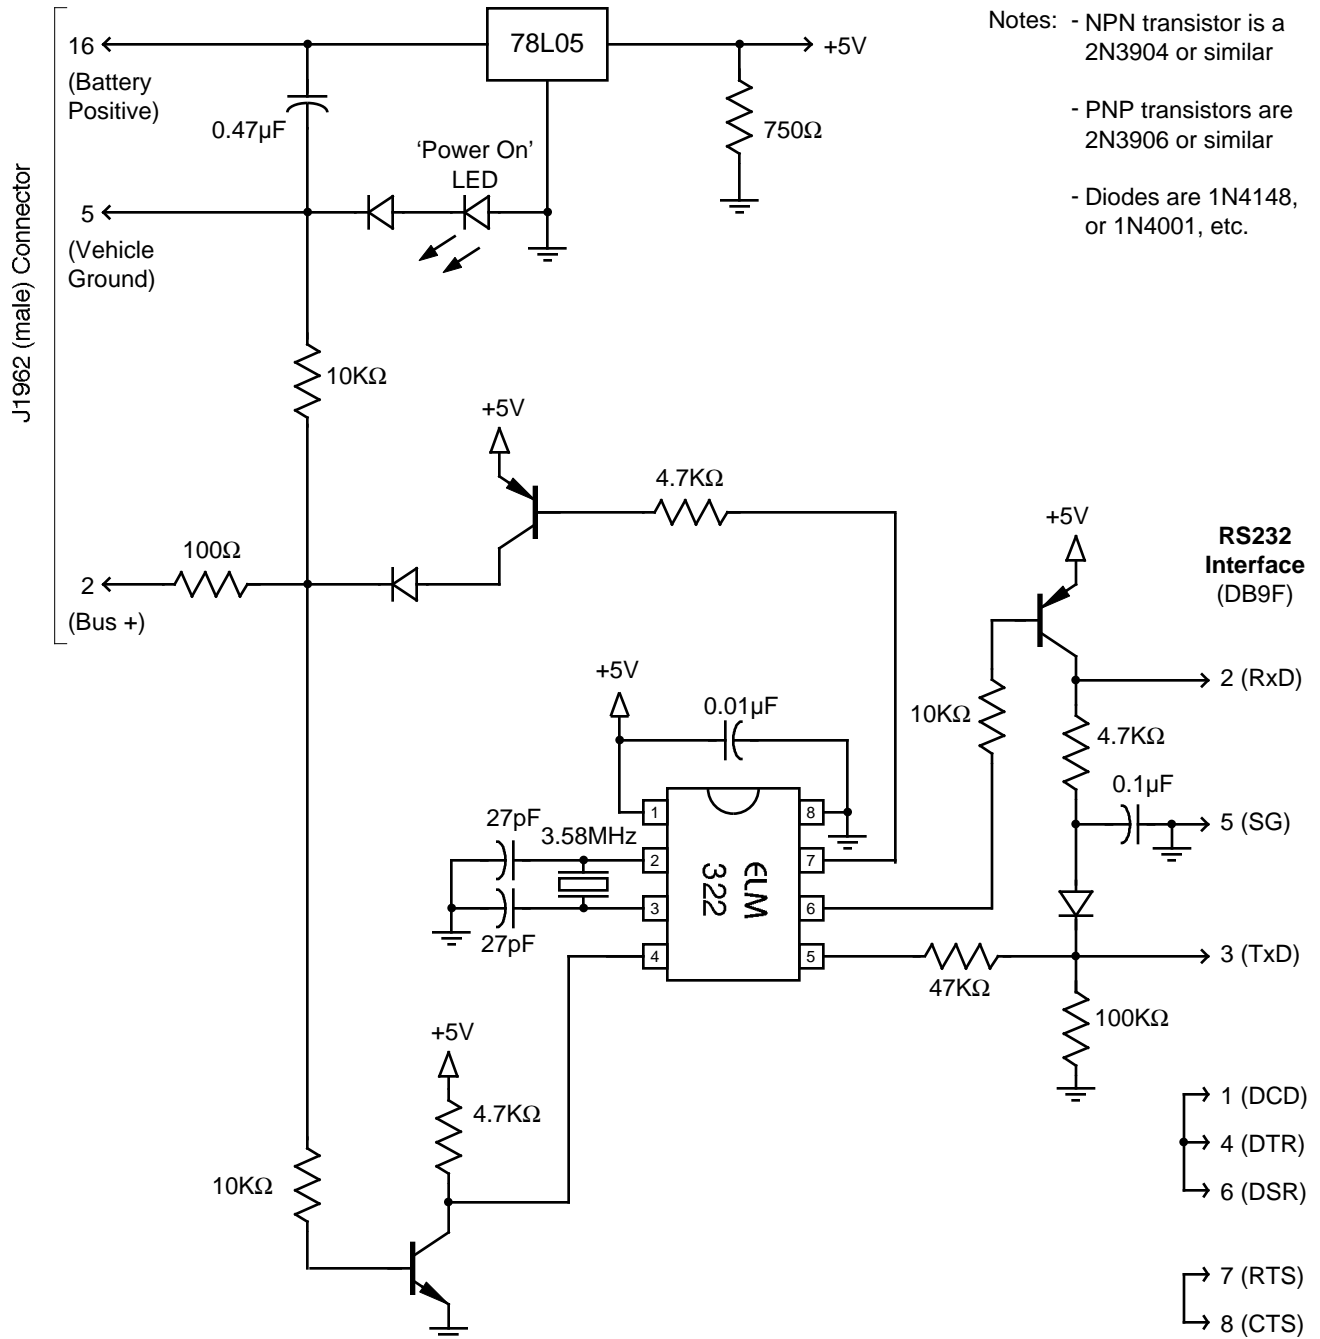 J1962 (male) Connector
16
(Battery
Positive)
0.47µF
78L05
+5V
750Ω
'Power On'
LED
5
(Vehicle
Ground)
10KΩ
Notes: - NPN transistor is a
2N3904 or similar
- PNP transistors are
2N3906 or similar
- Diodes are 1N4148,
or 1N4001, etc.
+5V
4.7KΩ
100Ω
2
(Bus +)
+5V
RS232
Interface
(DB9F)
2 (RxD)
10KΩ
4.7KΩ
0.1µF
5 (SG)
+5V
0.01µF
27pF
3.58MHz
27pF
1
2
3
4
8
7
6
5
ELM
322
47KΩ
3 (TxD)
100KΩ
+5V
4.7KΩ
10KΩ
1 (DCD)
4 (DTR)
6 (DSR)
7 (RTS)
8 (CTS)